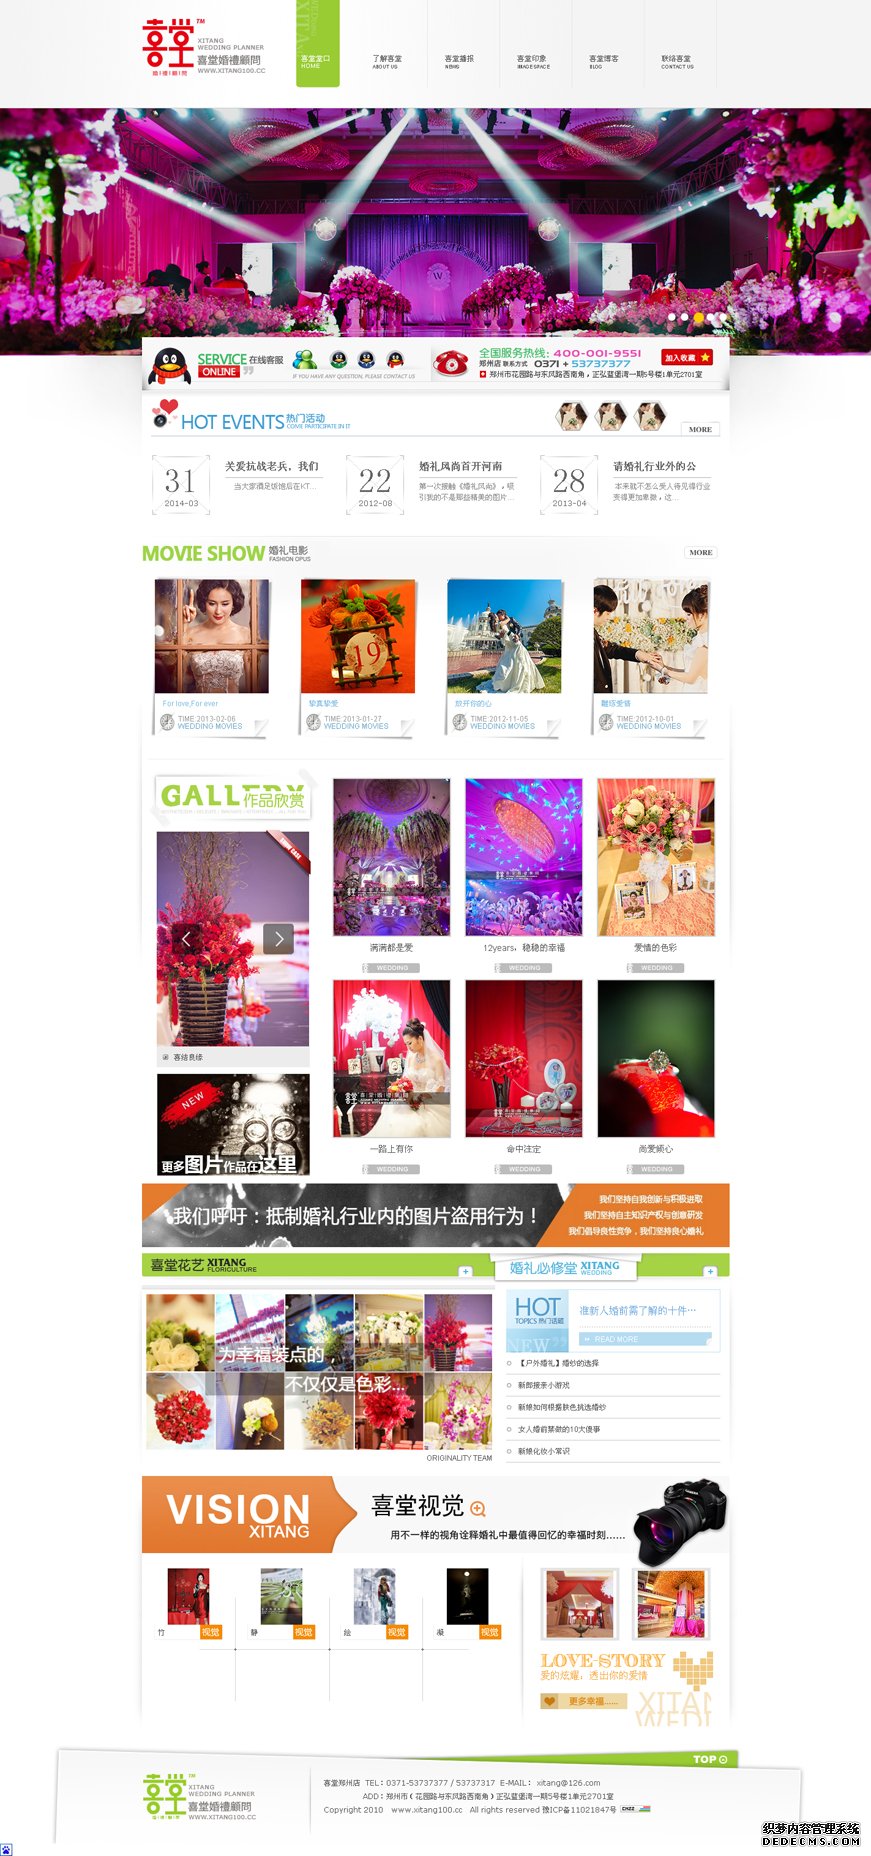 喜堂 TM
XITANG
WEDDING PLANNER
喜堂婚禮顧問
WWW.XITANG100.CC
喜堂堂口
HOME
了解喜堂
ABOUT US
喜堂播报
NEWS
喜堂印象
IMAGE SPACE
喜堂博客
BLOG
联络喜堂
CONTACT US
SERVICE 在线客服
ONLINE
IF YOU HAVE ANY QUESTION, PLEASE CONTACT US
全国服务热线: 400-001-9551
郑州店 联系方式 0371 + 53737377
郑州市花园路与东风路西南角，正弘蓝堡湾一期5号楼1单元2701室
加入收藏
HOT EVENTS 热门活动
COME PARTICIPATE IN IT
MORE
31
2014-03
关爱抗战老兵，我们
当大家酒足饭饱后在KT...
22
2012-08
婚礼风尚首开河南
第一次接触《婚礼风尚》，吸
引我的不是那些精美的图片...
28
2013-04
请婚礼行业外的公
本来就不怎么受人待见得行业
变得更加卑微，这...
MOVIE SHOW 婚礼电影
FASHION OPUS
MORE
For love,For ever
TIME:2013-02-06
WEDDING MOVIES
挚真挚爱
TIME:2013-01-27
WEDDING MOVIES
放开你的心
TIME:2012-11-05
WEDDING MOVIES
TIME:2012-10-01
WEDDING MOVIES
GALLERY 作品欣赏
喜结良缘
NEW
更多图片作品在这里
满满都是爱
WEDDING
12years，稳稳的幸福
WEDDING
爱情的色彩
WEDDING
一路上有你
WEDDING
命中注定
WEDDING
尚爱倾心
WEDDING
我们呼吁：抵制婚礼行业内的图片盗用行为！
我们坚持自我创新与积极进取
我们坚持自主知识产权与创意研发
我们倡导良性竞争，我们坚持良心婚礼
喜堂花艺 XITANG
FLORICULTURE
婚礼必修堂 XITANG
WEDDING
为幸福装点的，
不仅仅是色彩...
ORIGINALITY TEAM
HOT
TOPICS 热门话题
NEW
准新人婚前需了解的十件…
READ MORE
【户外婚礼】婚纱的选择
新郎接亲小游戏
新娘如何根据肤色挑选婚纱
女人婚前禁做的10大傻事
新娘化妆小常识
VISION
XITANG
喜堂视觉
用不一样的视角诠释婚礼中最值得回忆的幸福时刻......
竹
视觉
静
视觉
绘
视觉
凝
视觉
LOVE-STORY
爱的炫耀，透出你的爱情
更多幸福......
XITAN
WEDD
TOP
喜堂 TM
XITANG
WEDDING PLANNER
喜堂婚禮顧問
WWW.XITANG100.CC
喜堂郑州店 TEL：0371-53737377 / 53737317 E-MAIL： xitang@126.com
ADD：郑州市（花园路与东风路西南角）正弘蓝堡湾一期5号楼1单元2701室
Copyright 2010 www.xitang100.cc All rights reserved 豫ICP备11021847号
织梦内容管理系统
DEDECMS.COM